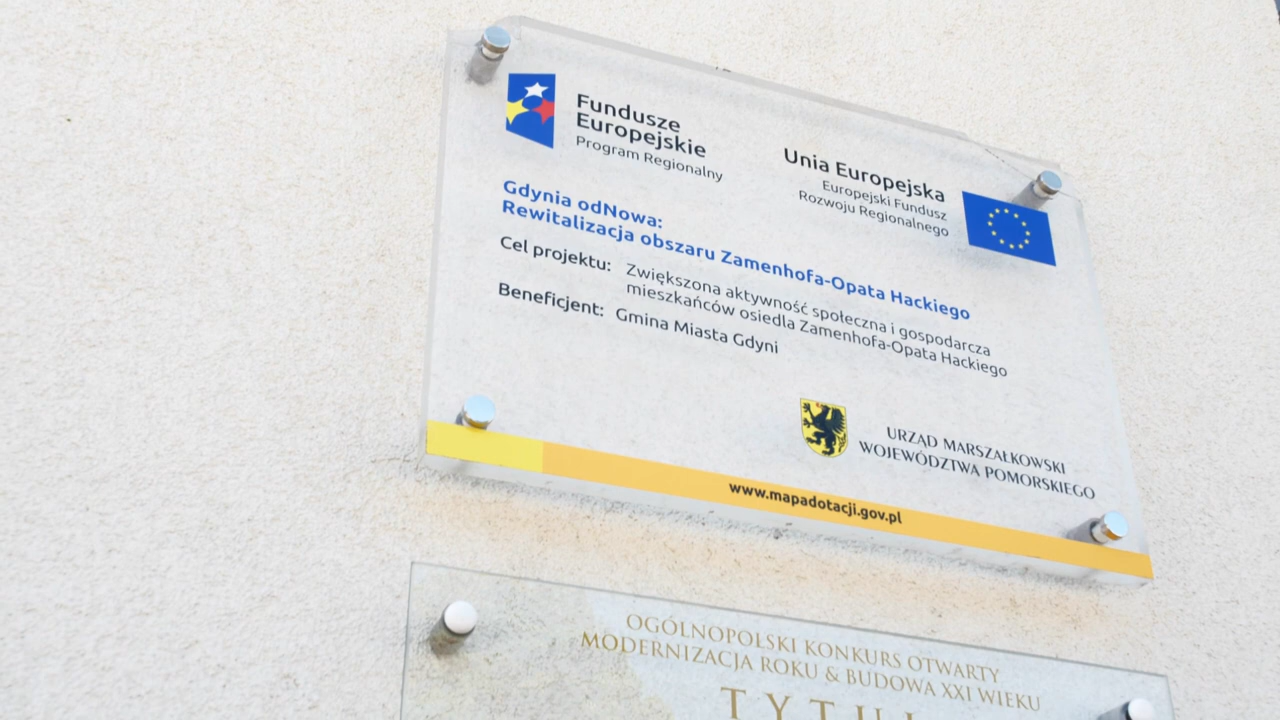 Fundusze
Europejskie
Program Regionalny
Unia Europejska
Europejski Fundusz
Rozwoju Regionalnego
Gdynia odNowa:
Rewitalizacja obszaru Zamenhofa-Opata Hackiego
Cel projektu: Zwiększona aktywność społeczna i gospodarcza
mieszkańców osiedla Zamenhofa-Opata Hackiego
Beneficjent: Gmina Miasta Gdyni
URZĄD MARSZAŁKOWSKI
WOJEWÓDZTWA POMORSKIEGO
www.mapadotacji.gov.pl
OGÓLNOPOLSKI KONKURS OTWARTY
MODERNIZACJA ROKU & BUDOWA XXI WIEKU